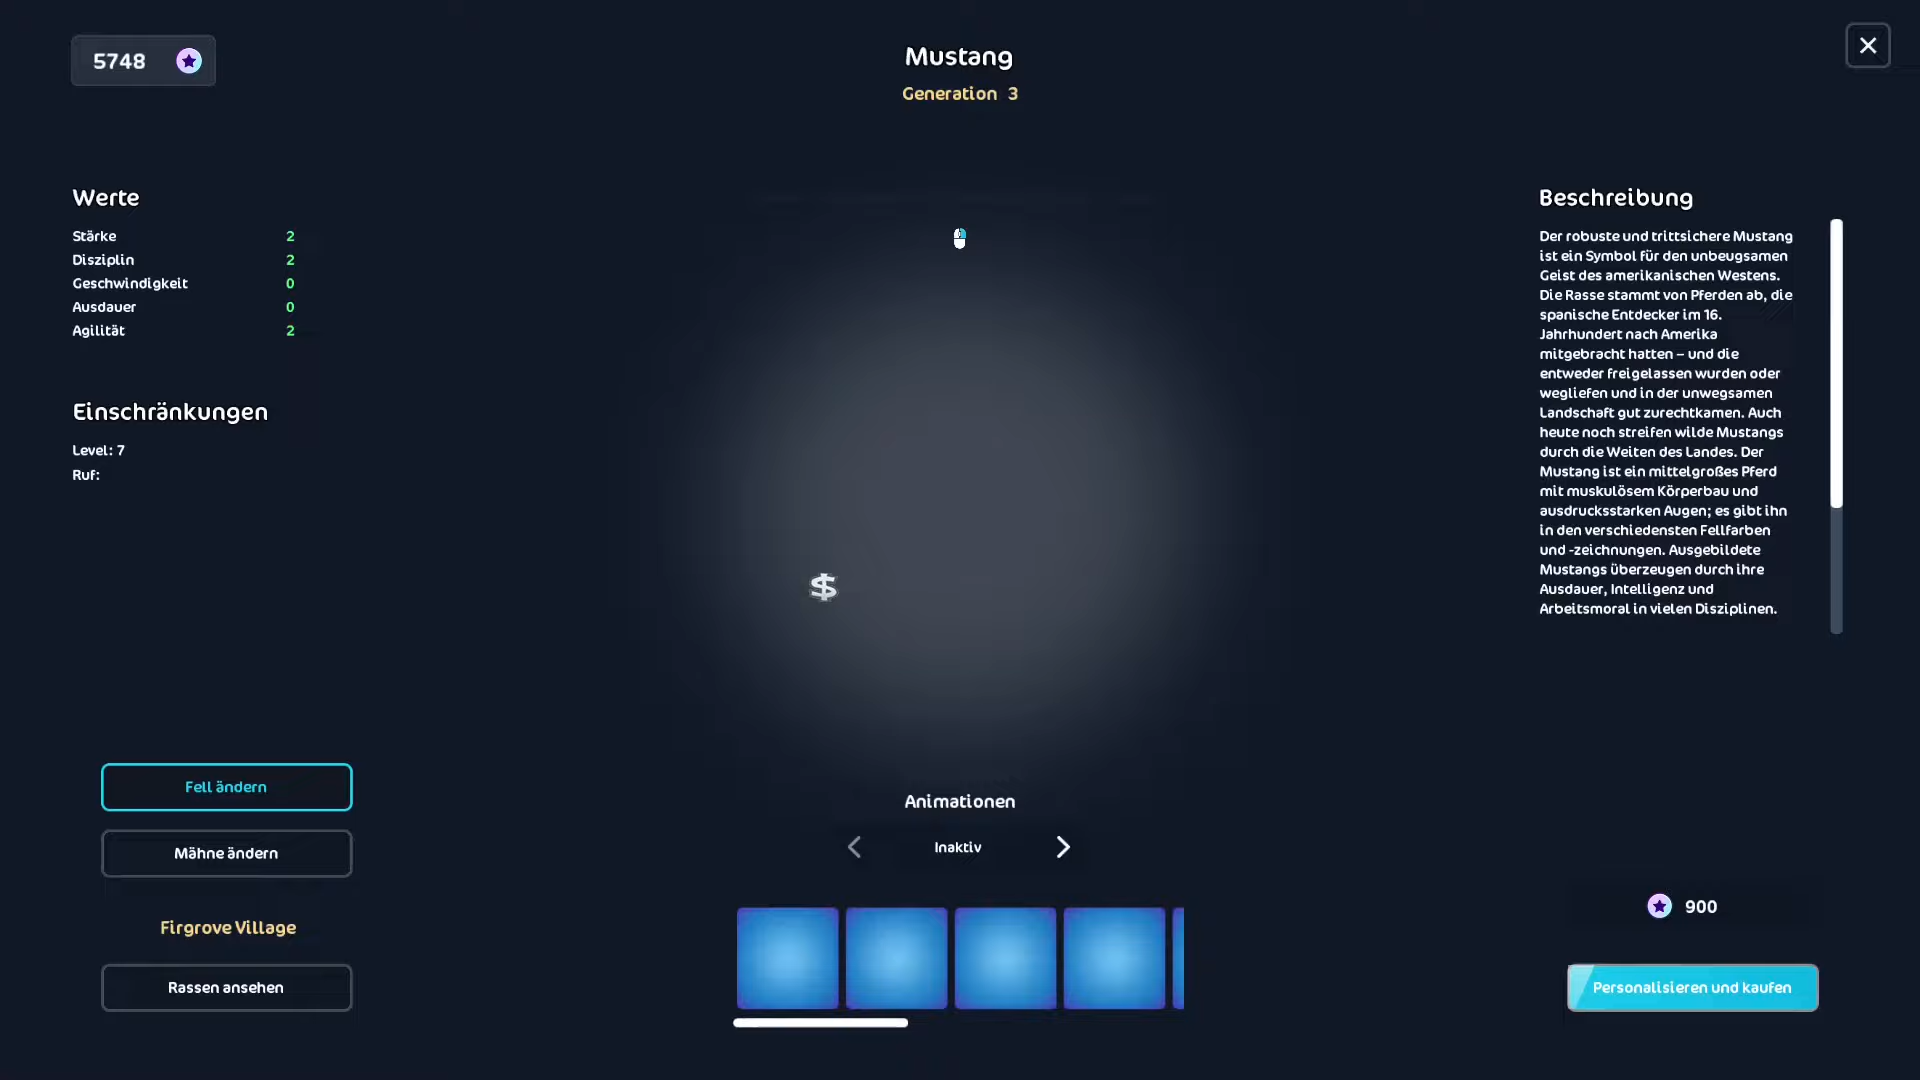 5748
Mustang
Generation 3
Werte
Stärke 2
Disziplin 2
Geschwindigkeit 0
Ausdauer 0
Agilität 2
Einschränkungen
Level: 7
Ruf:
$
Beschreibung
Der robuste und trittsichere Mustang
ist ein Symbol für den unbeugsamen
Geist des amerikanischen Westens.
Die Rasse stammt von Pferden ab, die
spanische Entdecker im 16.
Jahrhundert nach Amerika
mitgebracht hatten – und die
entweder freigelassen wurden oder
wegliefen und in der unwegsamen
Landschaft gut zurechtkamen. Auch
heute noch streifen wilde Mustangs
durch die Weiten des Landes. Der
Mustang ist ein mittelgroßes Pferd
mit muskulösem Körperbau und
ausdrucksstarken Augen; es gibt ihn
in den verschiedensten Fellfarben
und -zeichnungen. Ausgebildete
Mustangs überzeugen durch ihre
Ausdauer, Intelligenz und
Arbeitsmoral in vielen Disziplinen.
Fell ändern
Mähne ändern
Firgrove Village
Rassen ansehen
Animationen
Inaktiv
900
Personalisieren und kaufen